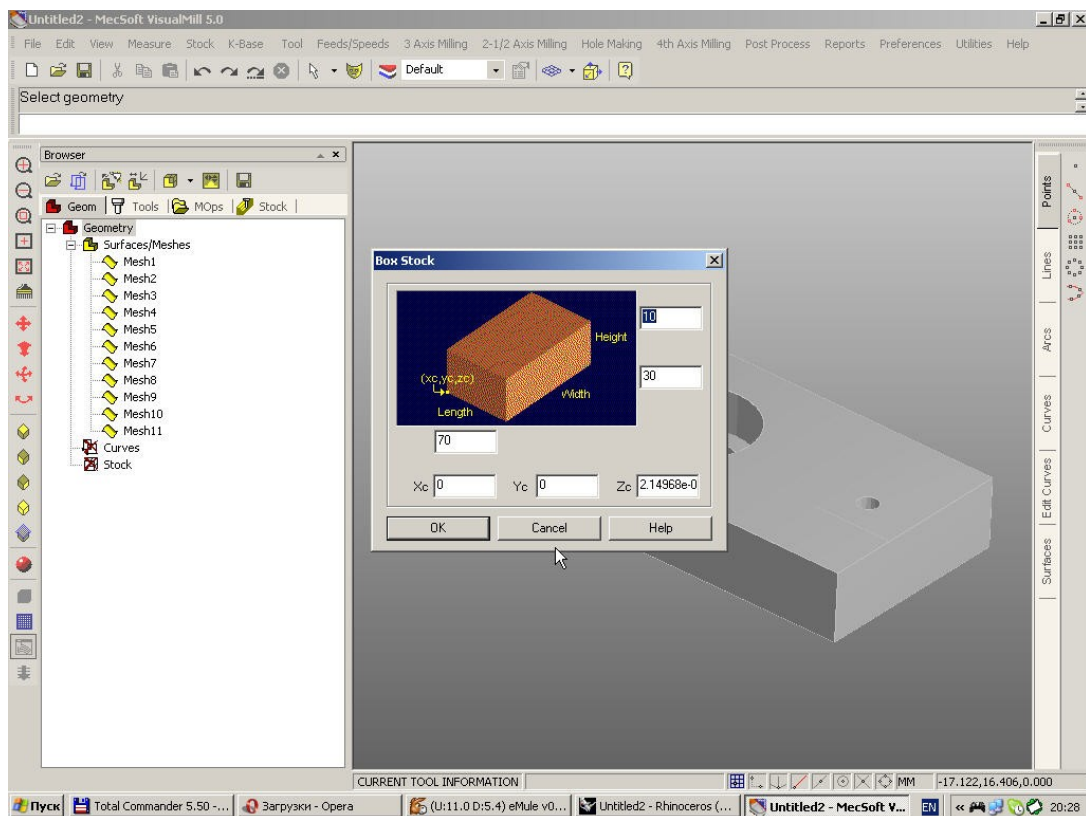 Untitled2 - MecSoft VisualMill 5.0
File Edit View Measure Stock K-Base Tool Feeds/Speeds 3 Axis Milling 2-1/2 Axis Milling Hole Making 4th Axis Milling Post Process Reports Preferences Utilities Help
Default
Select geometry
Browser
Geom Tools MOps Stock
Geometry
Surfaces/Meshes
Mesh1
Mesh2
Mesh3
Mesh4
Mesh5
Mesh6
Mesh7
Mesh8
Mesh9
Mesh10
Mesh11
Curves
Stock
Box Stock
10
Height
30
(xc,yc,zc)
Width
Length
70
Xc 0 Yc 0 Zc 2.14968e-0
OK Cancel Help
Points
Lines
Arcs
Curves
Edit Curves
Surfaces
CURRENT TOOL INFORMATION MM -17.122,16.406,0.000
Пуск Total Commander 5.50 -... Загрузки - Opera (U:11.0 D:5.4) eMule v0... Untitled2 - Rhinoceros (... Untitled2 - MecSoft V... EN « 20:28